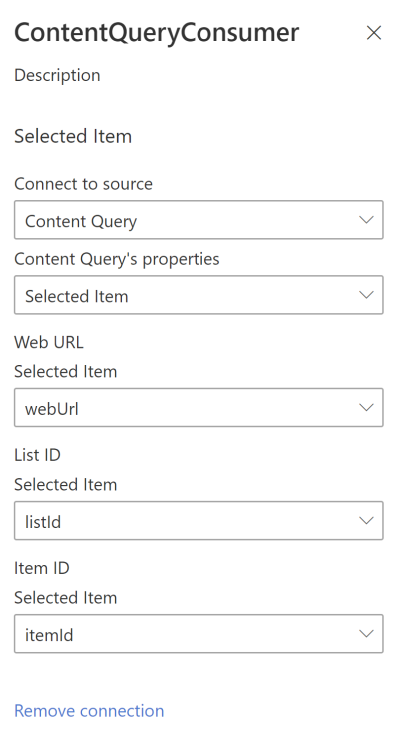 ContentQueryConsumer
Description
Selected Item
Connect to source
Content Query
Content Query's properties
Selected Item
Web URL
Selected Item
webUrl
List ID
Selected Item
listId
Item ID
Selected Item
itemId
Remove connection